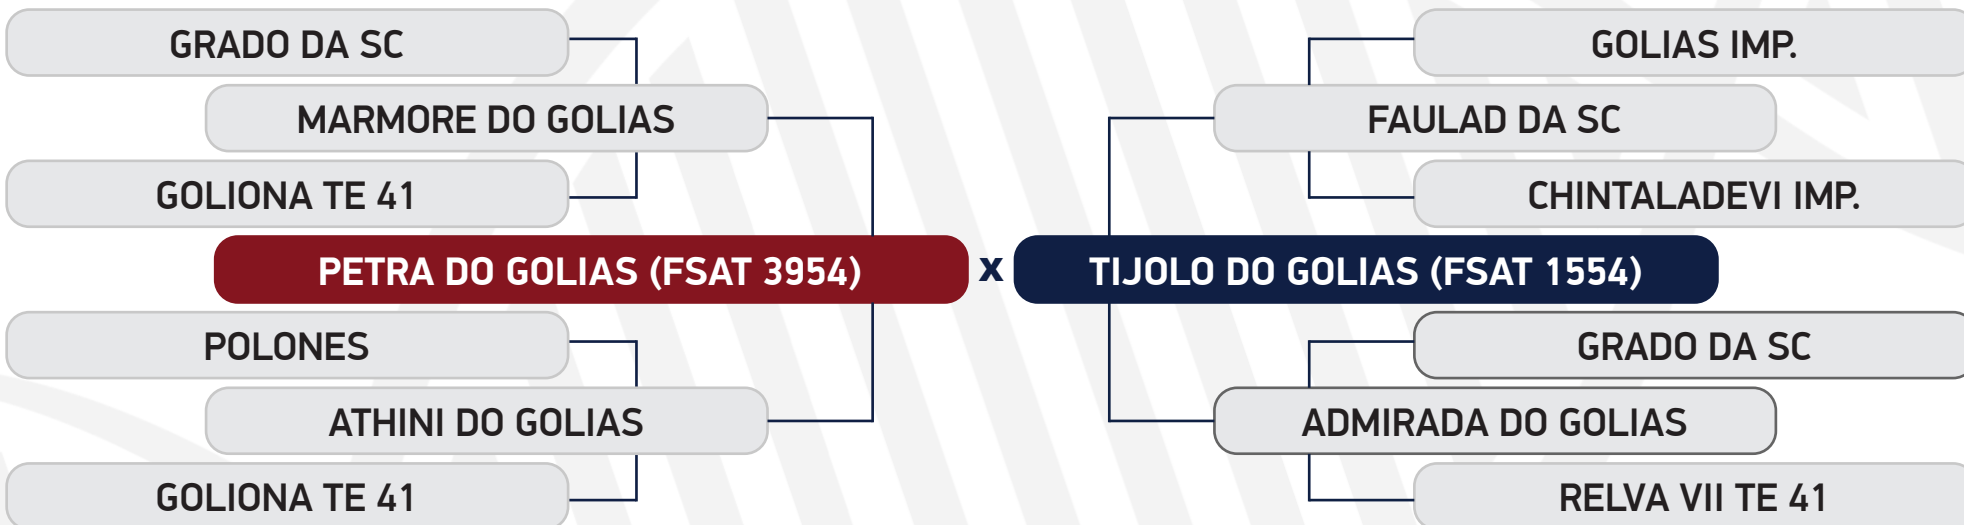 GRADO DA SC
GOLIAS IMP.
MARMORE DO GOLIAS
FAULAD DA SC
GOLIONA TE 41
CHINTALADEVI IMP.
PETRA DO GOLIAS (FSAT 3954) x TIJOLO DO GOLIAS (FSAT 1554)
POLONES
GRADO DA SC
ATHINI DO GOLIAS
ADMIRADA DO GOLIAS
GOLIONA TE 41
RELVA VII TE 41